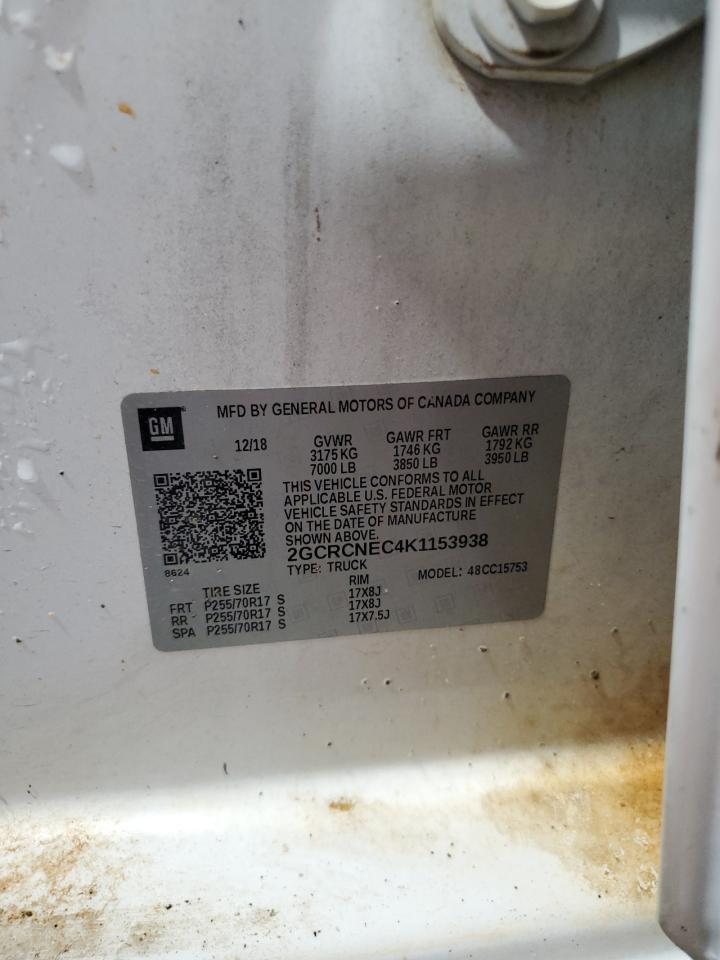 GM
MFD BY GENERAL MOTORS OF CANADA COMPANY
12/18 GVWR GAWR FRT GAWR RR
3175 KG 1746 KG 1792 KG
7000 LB 3850 LB 3950 LB
THIS VEHICLE CONFORMS TO ALL
APPLICABLE U.S. FEDERAL MOTOR
VEHICLE SAFETY STANDARDS IN EFFECT
ON THE DATE OF MANUFACTURE
SHOWN ABOVE.
2GCRCNEC4K1153938
8624
TYPE: TRUCK MODEL: 48CC15753
TIRE SIZE RIM
FRT P255/70R17 S 17X8J
RR P255/70R17 S 17X8J
SPA P255/70R17 S 17X7.5J